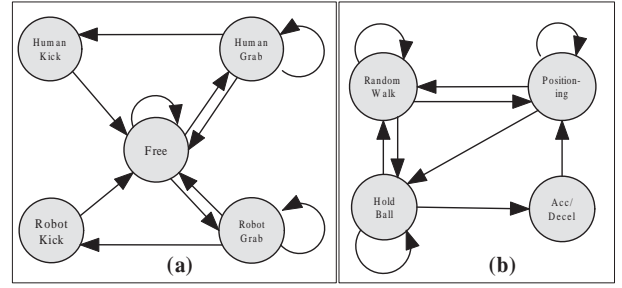 Human
Kick
Human
Grab
Free
Robot
Kick
Robot
Grab
(a)
Random
Walk
Position-
ing
Hold
Ball
Acc/
Decel
(b)